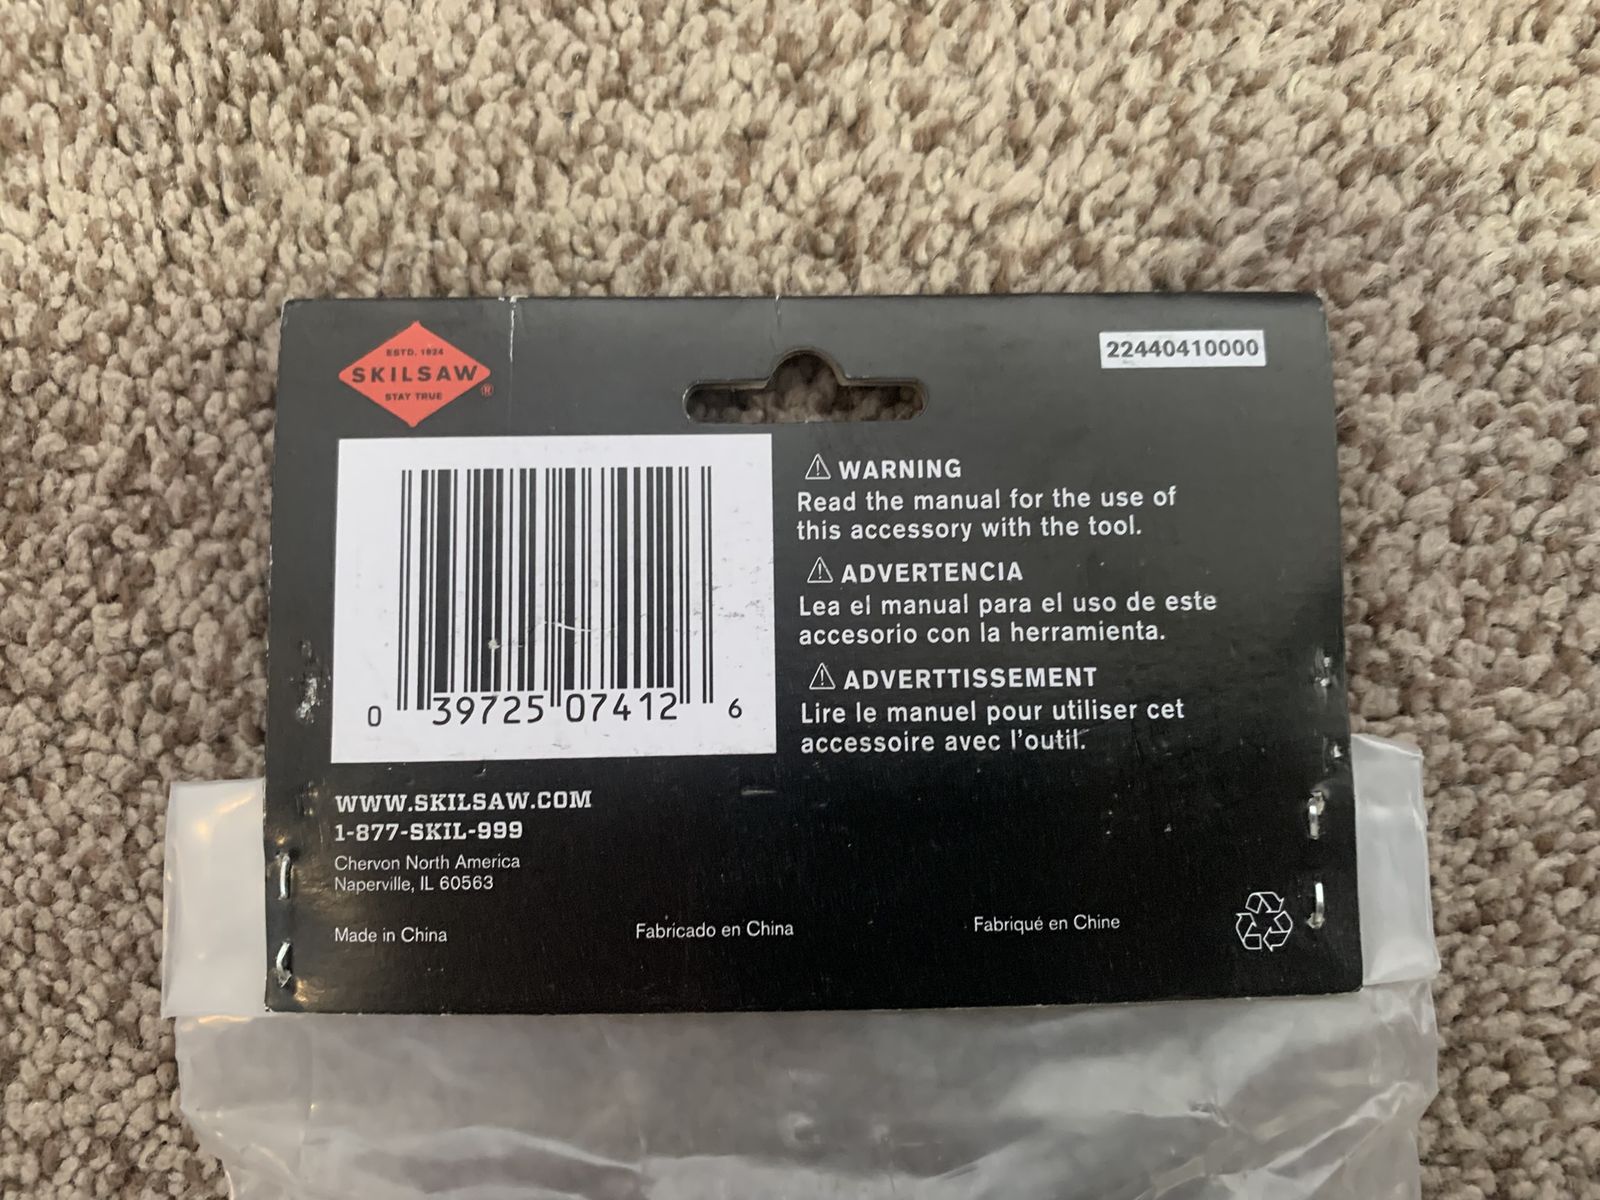 ESTD. 1924
SKILSAW
®
STAY TRUE
22440410000
0 39725 07412 6
⚠ WARNING
Read the manual for the use of
this accessory with the tool.
⚠ ADVERTENCIA
Lea el manual para el uso de este
accesorio con la herramienta.
⚠ ADVERTTISSEMENT
Lire le manuel pour utiliser cet
accessoire avec l'outil.
WWW.SKILSAW.COM
1-877-SKIL-999
Chervon North America
Naperville, IL 60563
Made in China
Fabricado en China
Fabriqué en Chine